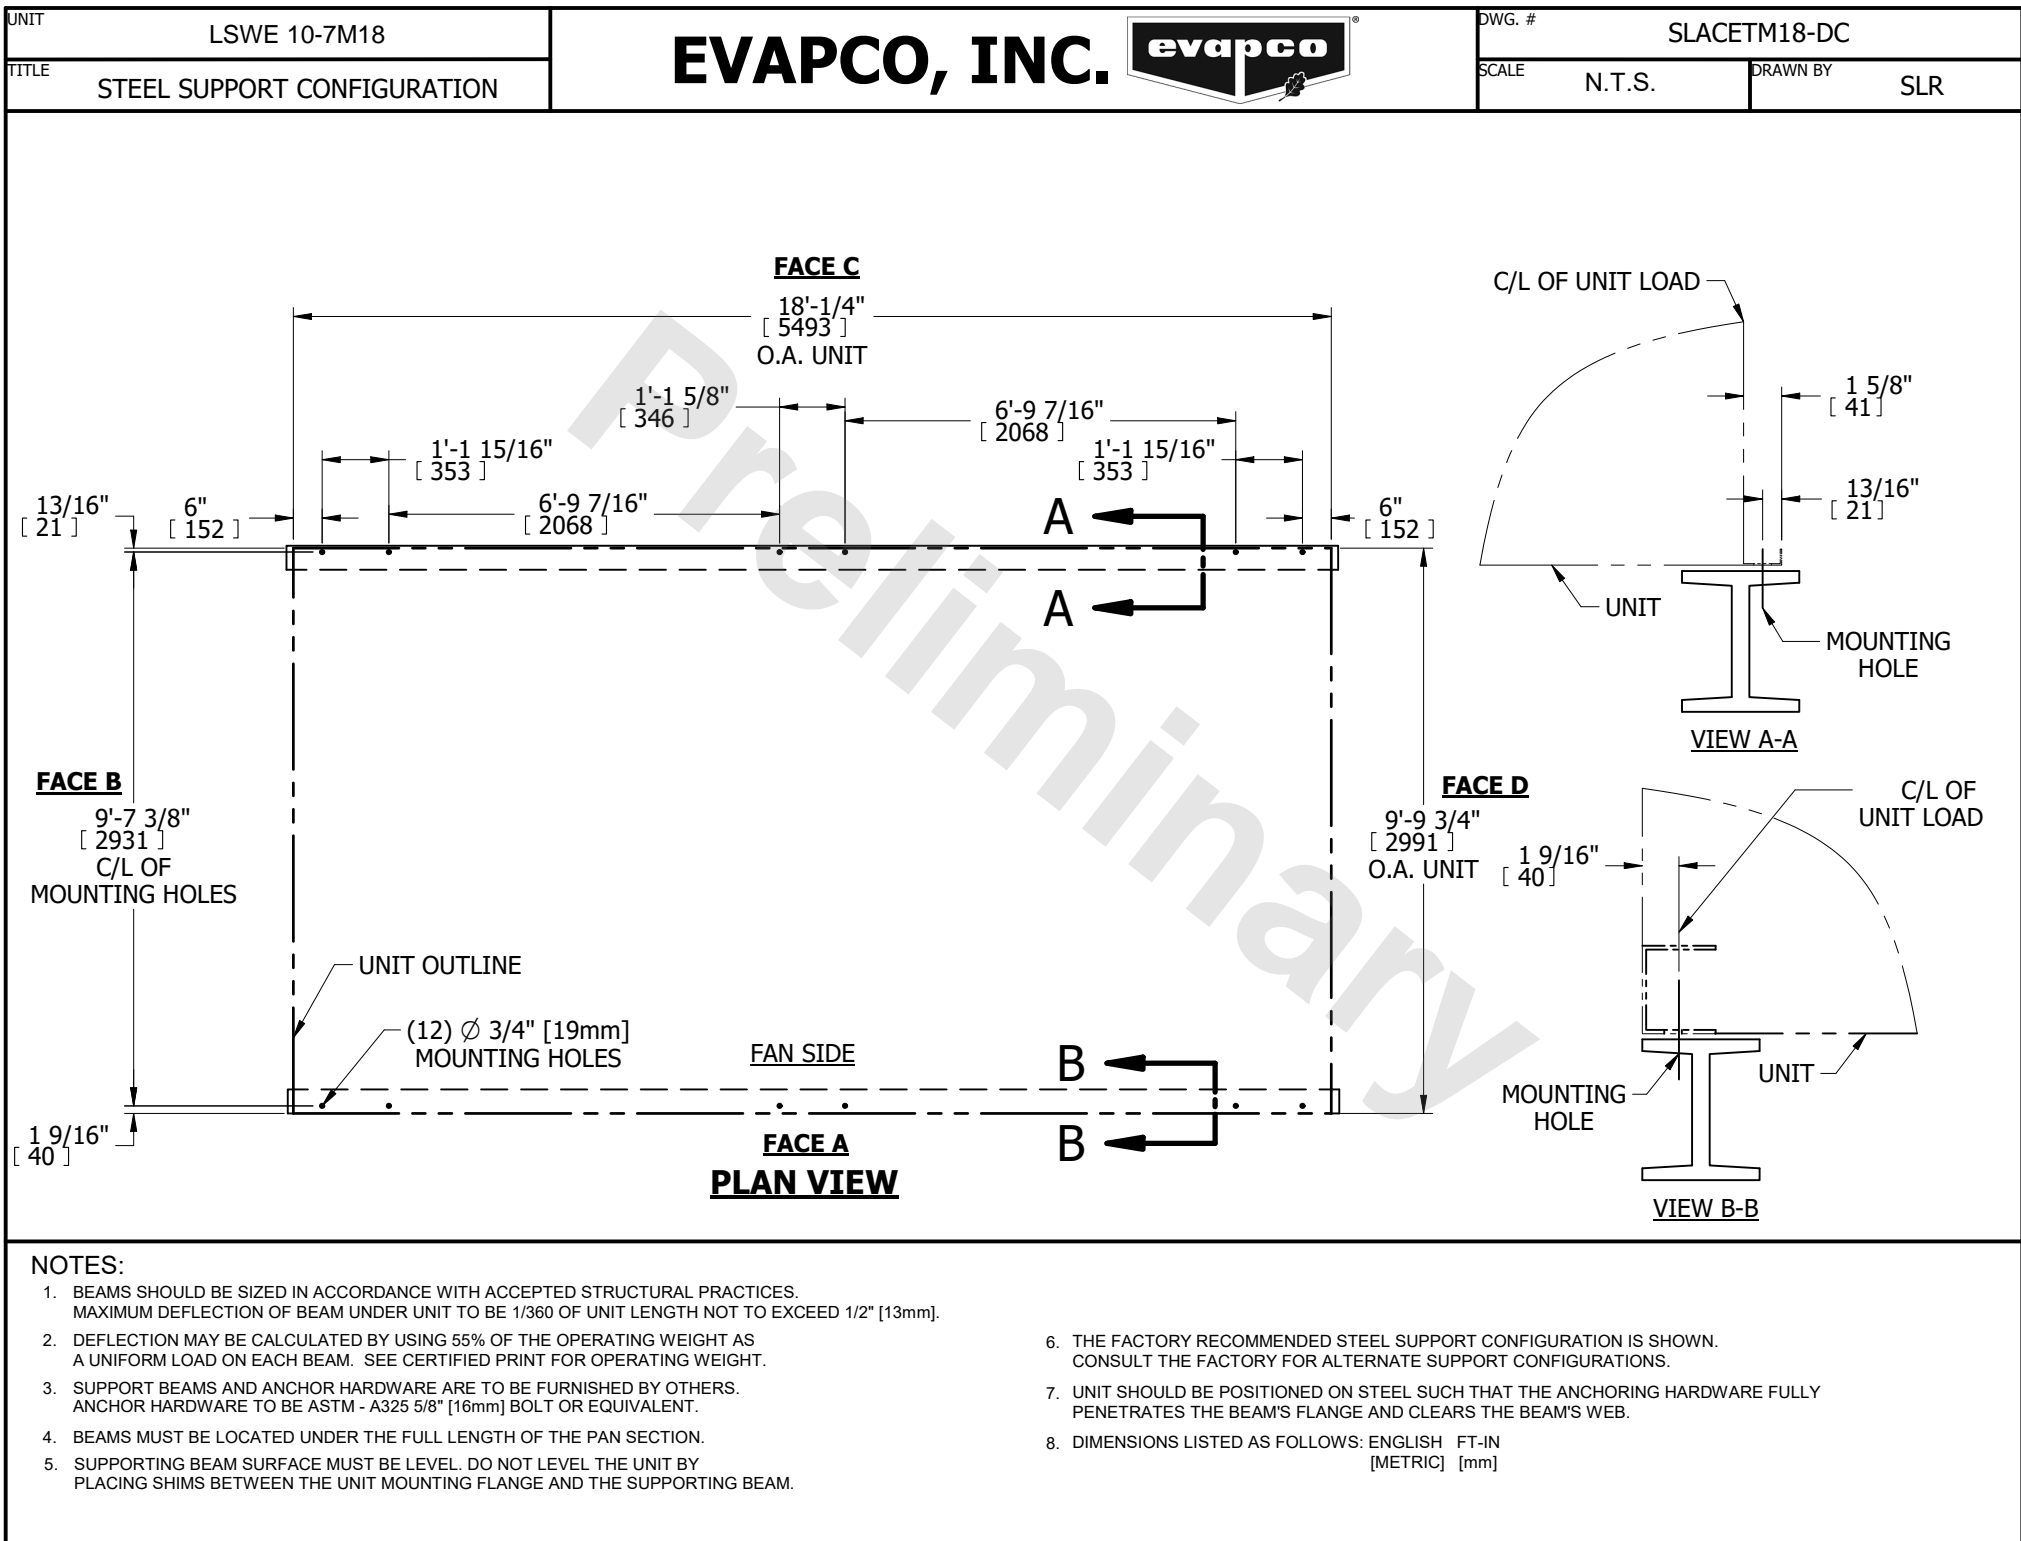 UNIT
LSWE 10-7M18
TITLE
STEEL SUPPORT CONFIGURATION
EVAPCO, INC.
evapco
®
DWG. #
SLACETM18-DC
SCALE
N.T.S.
DRAWN BY
SLR
Preliminary
FACE C
18'-1/4"
[ 5493 ]
O.A. UNIT
1'-1 5/8"
[ 346 ]
6'-9 7/16"
[ 2068 ]
1'-1 15/16"
[ 353 ]
1'-1 15/16"
[ 353 ]
13/16"
[ 21 ]
6"
[ 152 ]
6'-9 7/16"
[ 2068 ]
A
6"
[ 152 ]
A
FACE B
9'-7 3/8"
[ 2931 ]
C/L OF
MOUNTING HOLES
FACE D
9'-9 3/4"
[ 2991 ]
O.A. UNIT
UNIT OUTLINE
(12) Ø 3/4" [19mm]
MOUNTING HOLES
FAN SIDE
B
B
1 9/16"
[ 40 ]
FACE A
PLAN VIEW
C/L OF UNIT LOAD
1 5/8"
[ 41]
13/16"
[ 21]
UNIT
MOUNTING
HOLE
VIEW A-A
C/L OF
UNIT LOAD
1 9/16"
[ 40]
UNIT
MOUNTING
HOLE
VIEW B-B
NOTES:
1. BEAMS SHOULD BE SIZED IN ACCORDANCE WITH ACCEPTED STRUCTURAL PRACTICES.
MAXIMUM DEFLECTION OF BEAM UNDER UNIT TO BE 1/360 OF UNIT LENGTH NOT TO EXCEED 1/2" [13mm].
2. DEFLECTION MAY BE CALCULATED BY USING 55% OF THE OPERATING WEIGHT AS
A UNIFORM LOAD ON EACH BEAM. SEE CERTIFIED PRINT FOR OPERATING WEIGHT.
3. SUPPORT BEAMS AND ANCHOR HARDWARE ARE TO BE FURNISHED BY OTHERS.
ANCHOR HARDWARE TO BE ASTM - A325 5/8" [16mm] BOLT OR EQUIVALENT.
4. BEAMS MUST BE LOCATED UNDER THE FULL LENGTH OF THE PAN SECTION.
5. SUPPORTING BEAM SURFACE MUST BE LEVEL. DO NOT LEVEL THE UNIT BY
PLACING SHIMS BETWEEN THE UNIT MOUNTING FLANGE AND THE SUPPORTING BEAM.
6. THE FACTORY RECOMMENDED STEEL SUPPORT CONFIGURATION IS SHOWN.
CONSULT THE FACTORY FOR ALTERNATE SUPPORT CONFIGURATIONS.
7. UNIT SHOULD BE POSITIONED ON STEEL SUCH THAT THE ANCHORING HARDWARE FULLY
PENETRATES THE BEAM'S FLANGE AND CLEARS THE BEAM'S WEB.
8. DIMENSIONS LISTED AS FOLLOWS: ENGLISH FT-IN
[METRIC] [mm]